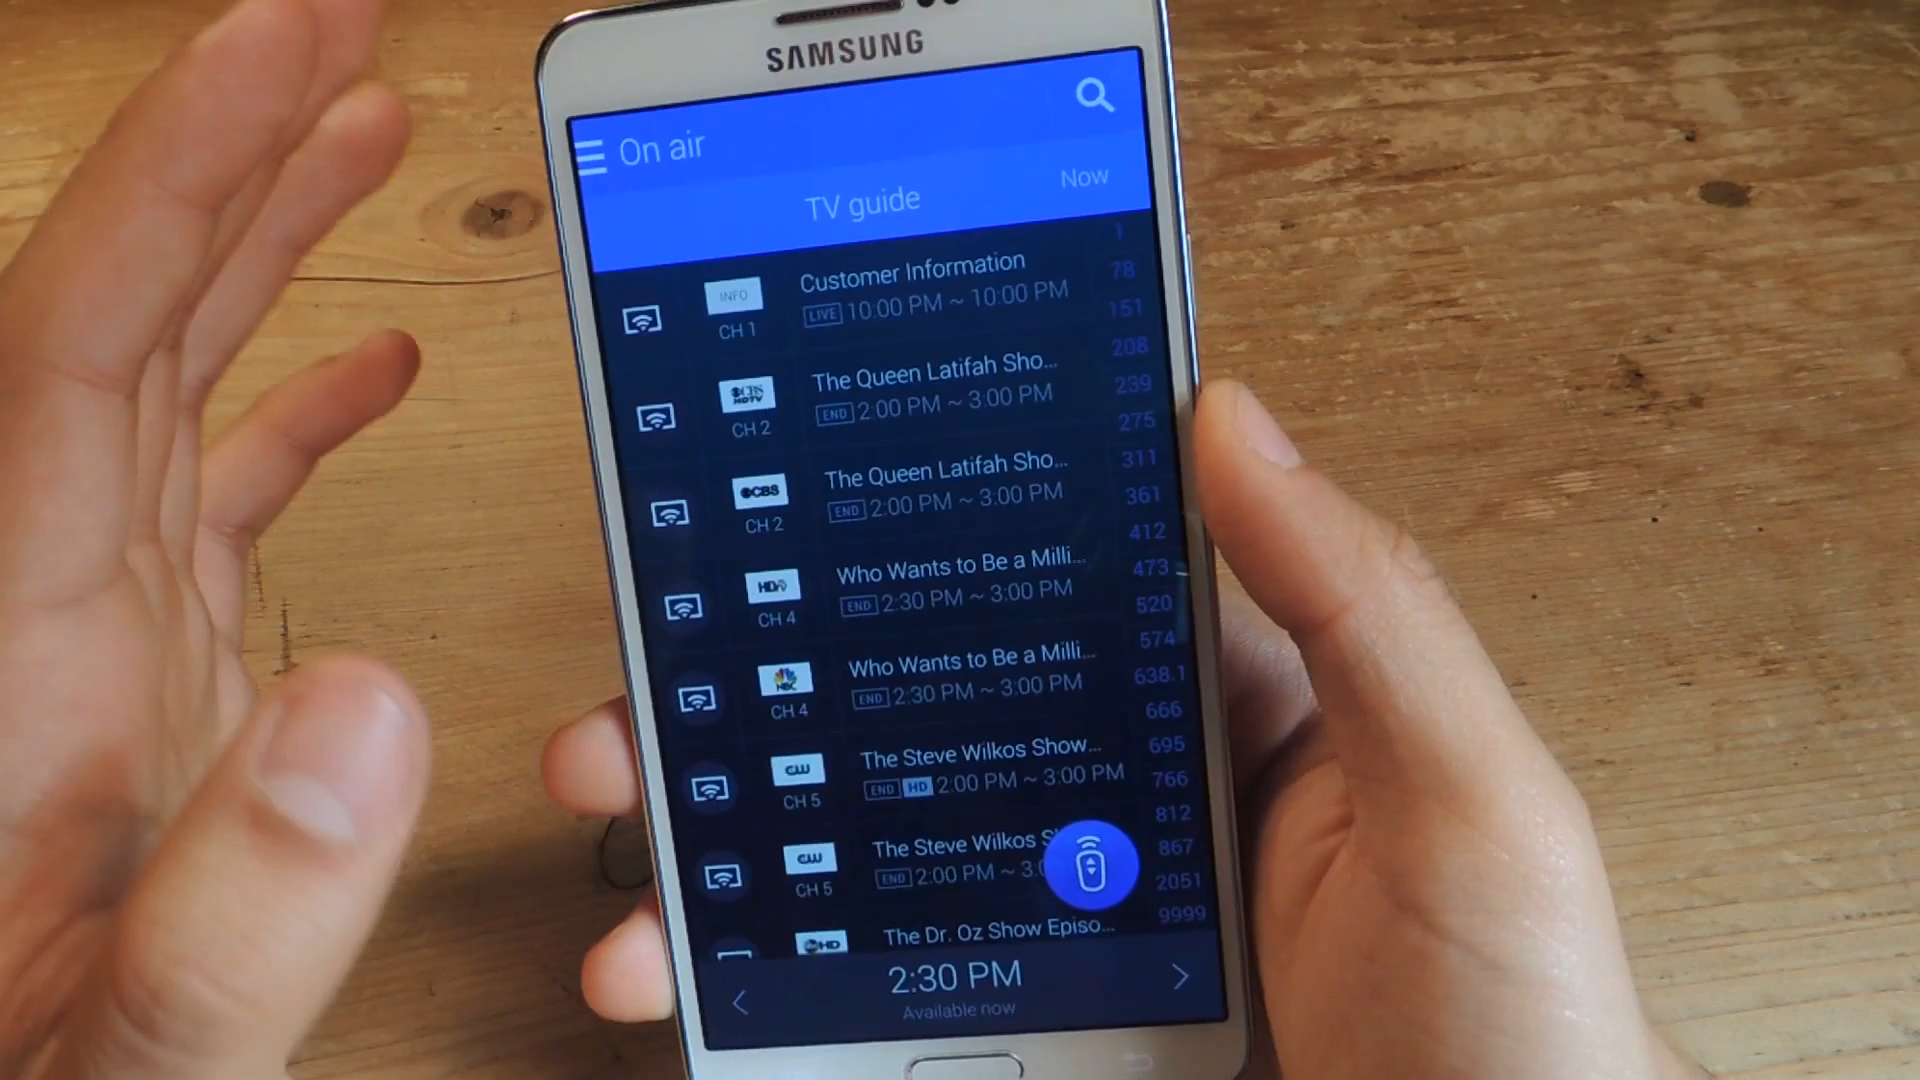 SAMSUNG
On air
TV guide
Now
INFO
CH 1
Customer Information
LIVE 10:00 PM ~ 10:00 PM
CBS HDTV
CH 2
The Queen Latifah Sho...
END 2:00 PM ~ 3:00 PM
CBS
CH 2
The Queen Latifah Sho...
END 2:00 PM ~ 3:00 PM
CH 4
Who Wants to Be a Milli...
END 2:30 PM ~ 3:00 PM
NBC
CH 4
Who Wants to Be a Milli...
END 2:30 PM ~ 3:00 PM
CW
CH 5
The Steve Wilkos Show...
END HD 2:00 PM ~ 3:00 PM
CW
CH 5
The Steve Wilkos S
END 2:00 PM ~ 3:0
HD
The Dr. Oz Show Episo...
1
78
151
208
239
275
311
361
412
473
520
574
638.1
666
695
766
812
867
2051
9999
2:30 PM
Available now